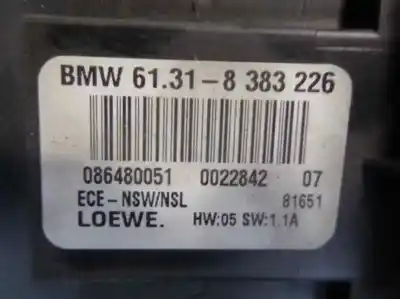 BMW 61.31-8 383 226
086480051 0022842 07
ECE-NSW/NSL 81651
LOEWE. HW:05 SW:1.1A